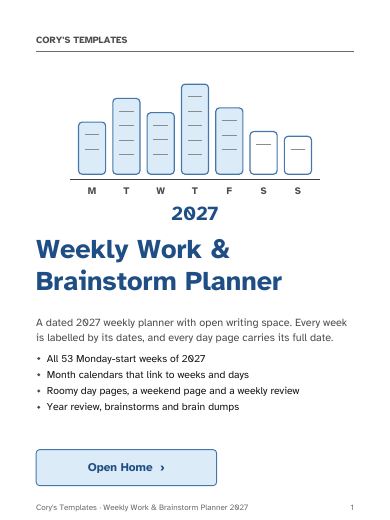 CORY'S TEMPLATES
M T W T F S S
2027
Weekly Work &
Brainstorm Planner
A dated 2027 weekly planner with open writing space. Every week
is labelled by its dates, and every day page carries its full date.
• All 53 Monday-start weeks of 2027
• Month calendars that link to weeks and days
• Roomy day pages, a weekend page and a weekly review
• Year review, brainstorms and brain dumps
Open Home ›
Cory's Templates · Weekly Work & Brainstorm Planner 2027 1